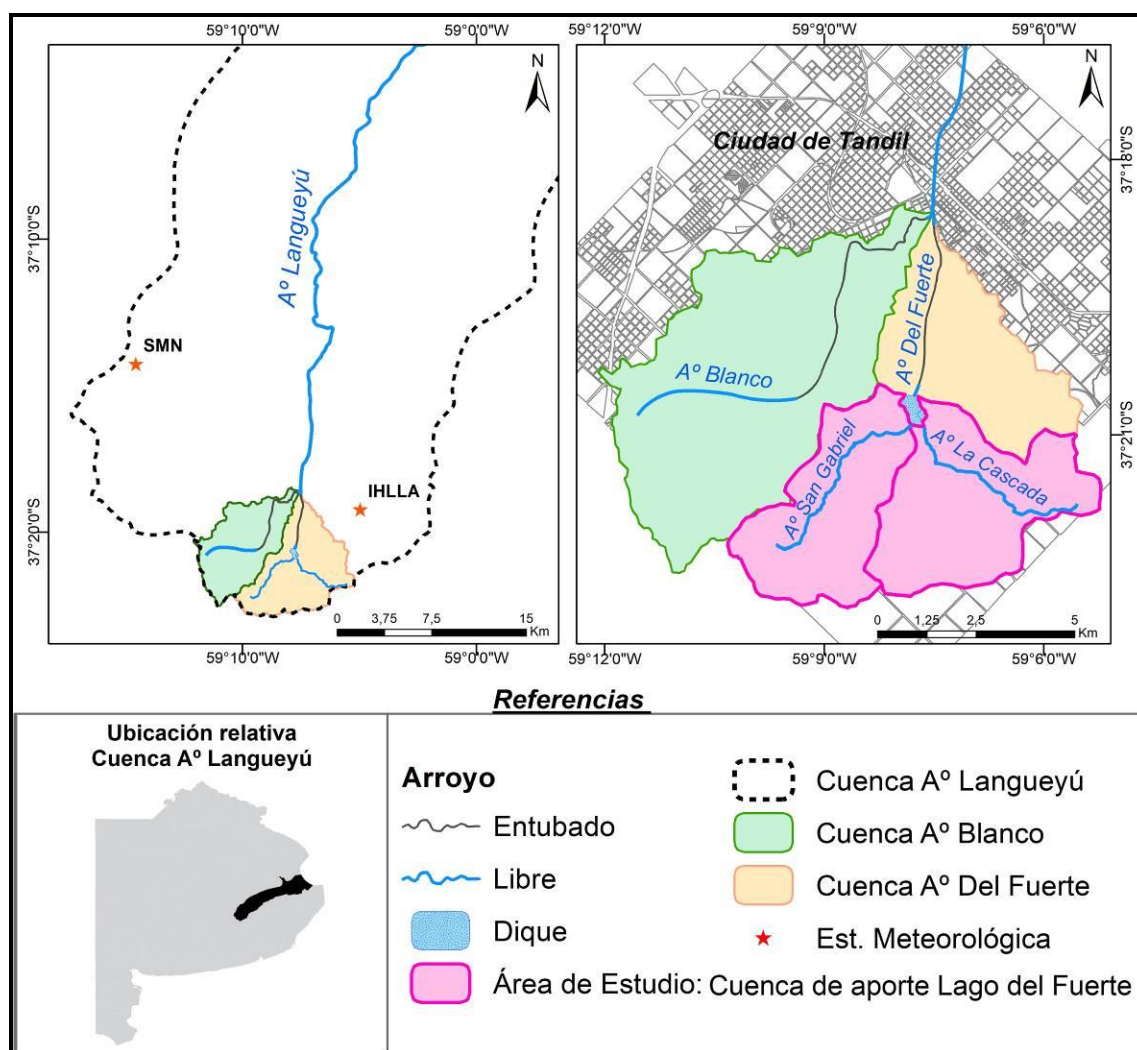 59°10'0"W
59°0'0"W
N
37°10'0"S
37°20'0"S
Aº Langueyú
SMN
IHLLA
0 3,75 7,5 15
Km
59°10'0"W
59°0'0"W
59°12'0"W
59°9'0"W
59°6'0"W
N
37°18'0"S
37°21'0"S
Ciudad de Tandil
Aº Del Fuerte
Aº Blanco
Aº San Gabriel
Aº La Cascada
0 1,25 2,5 5
Km
59°12'0"W
59°9'0"W
59°6'0"W
Referencias
Ubicación relativa
Cuenca Aº Langueyú
Arroyo
Entubado
Libre
Dique
Área de Estudio: Cuenca de aporte Lago del Fuerte
Cuenca Aº Langueyú
Cuenca Aº Blanco
Cuenca Aº Del Fuerte
Est. Meteorológica